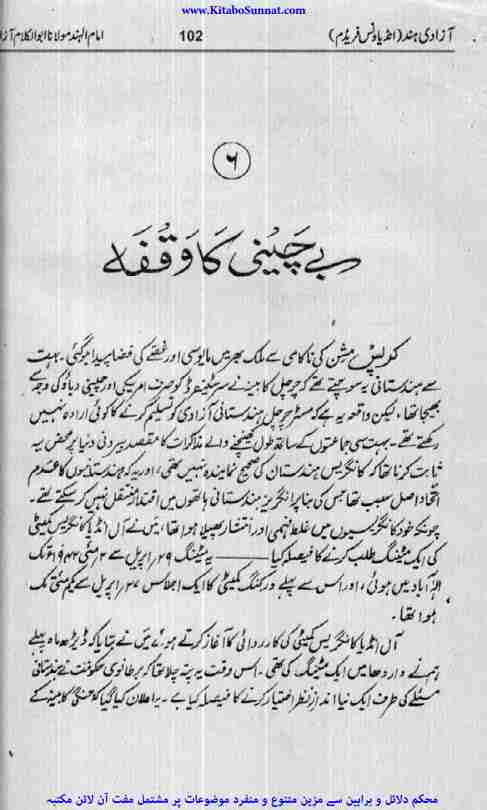 www.KitaboSunnat.com
آزادی ہند (انڈیا ونس فریڈم) 102 امام الہند مولانا ابوالکلام آزا
۶
بے چینی کا وقفہ
کرپس مشن کی ناکامی سے ملک بھر میں مایوسی اور غصّے کی فضا پیدا ہو گئی۔ بہت
سے ہندستانی یہ سوچتے تھے کہ چرچل کابینہ نے سر سٹیفرڈ کو صرف امریکی اور چینی دباؤ کی وجہ سے
بھیجا تھا، لیکن واقعہ یہ ہے کہ مسٹر چرچل ہندستانی آزادی کو تسلیم کرنے کا کوئی ارادہ نہیں
رکھتے تھے۔ بہت سی جماعتوں کے ساتھ طول کھینچنے والے مذاکرات کا مقصد بیرونی دنیا پر محض یہ
ثابت کرنا تھا کہ کانگریس ہندستان کی صحیح نمایندہ نہیں تھی، اور یہ کہ ہندستانیوں کا عدم
اتحاد اصل سبب تھا جس کی بنا پر انگریز ہندستانی ہاتھوں میں اقتدار منتقل نہیں کر سکتے تھے۔
چونکہ خود کانگریسیوں میں غلط فہمی اور انتشار پھیلا ہوا تھا، میں نے آل انڈیا کانگریس کمیٹی
کی ایک میٹنگ طلب کرنے کا فیصلہ کیا ——— یہ میٹنگ ۲۹؍ اپریل سے ۲؍ مئی ۱۹۴۲ء تک
الہٰ آباد میں ہوئی، اور اس سے پہلے ورکنگ کمیٹی کا ایک اجلاس ۲۷؍ اپریل سے یکم مئی تک
ہوا تھا۔
آل انڈیا کانگریس کمیٹی کی کارروائی کا آغاز کرتے ہوئے میں نے بتایا کہ ڈیڑھ ماہ پہلے
ہم نے واردھا میں ایک میٹنگ کی تھی۔ اس وقت یہ پتہ چلا تھا کہ برطانوی حکومت نے ہندستانی
مسئلے کی طرف ایک نیا اندازِ نظر اختیار کرنے کا فیصلہ کیا ہے۔ یہ اعلان کیا گیا کہ جنگی کابینہ کے
محکم دلائل و براہین سے مزین متنوع و منفرد موضوعات پر مشتمل مفت آن لائن مکتبہ